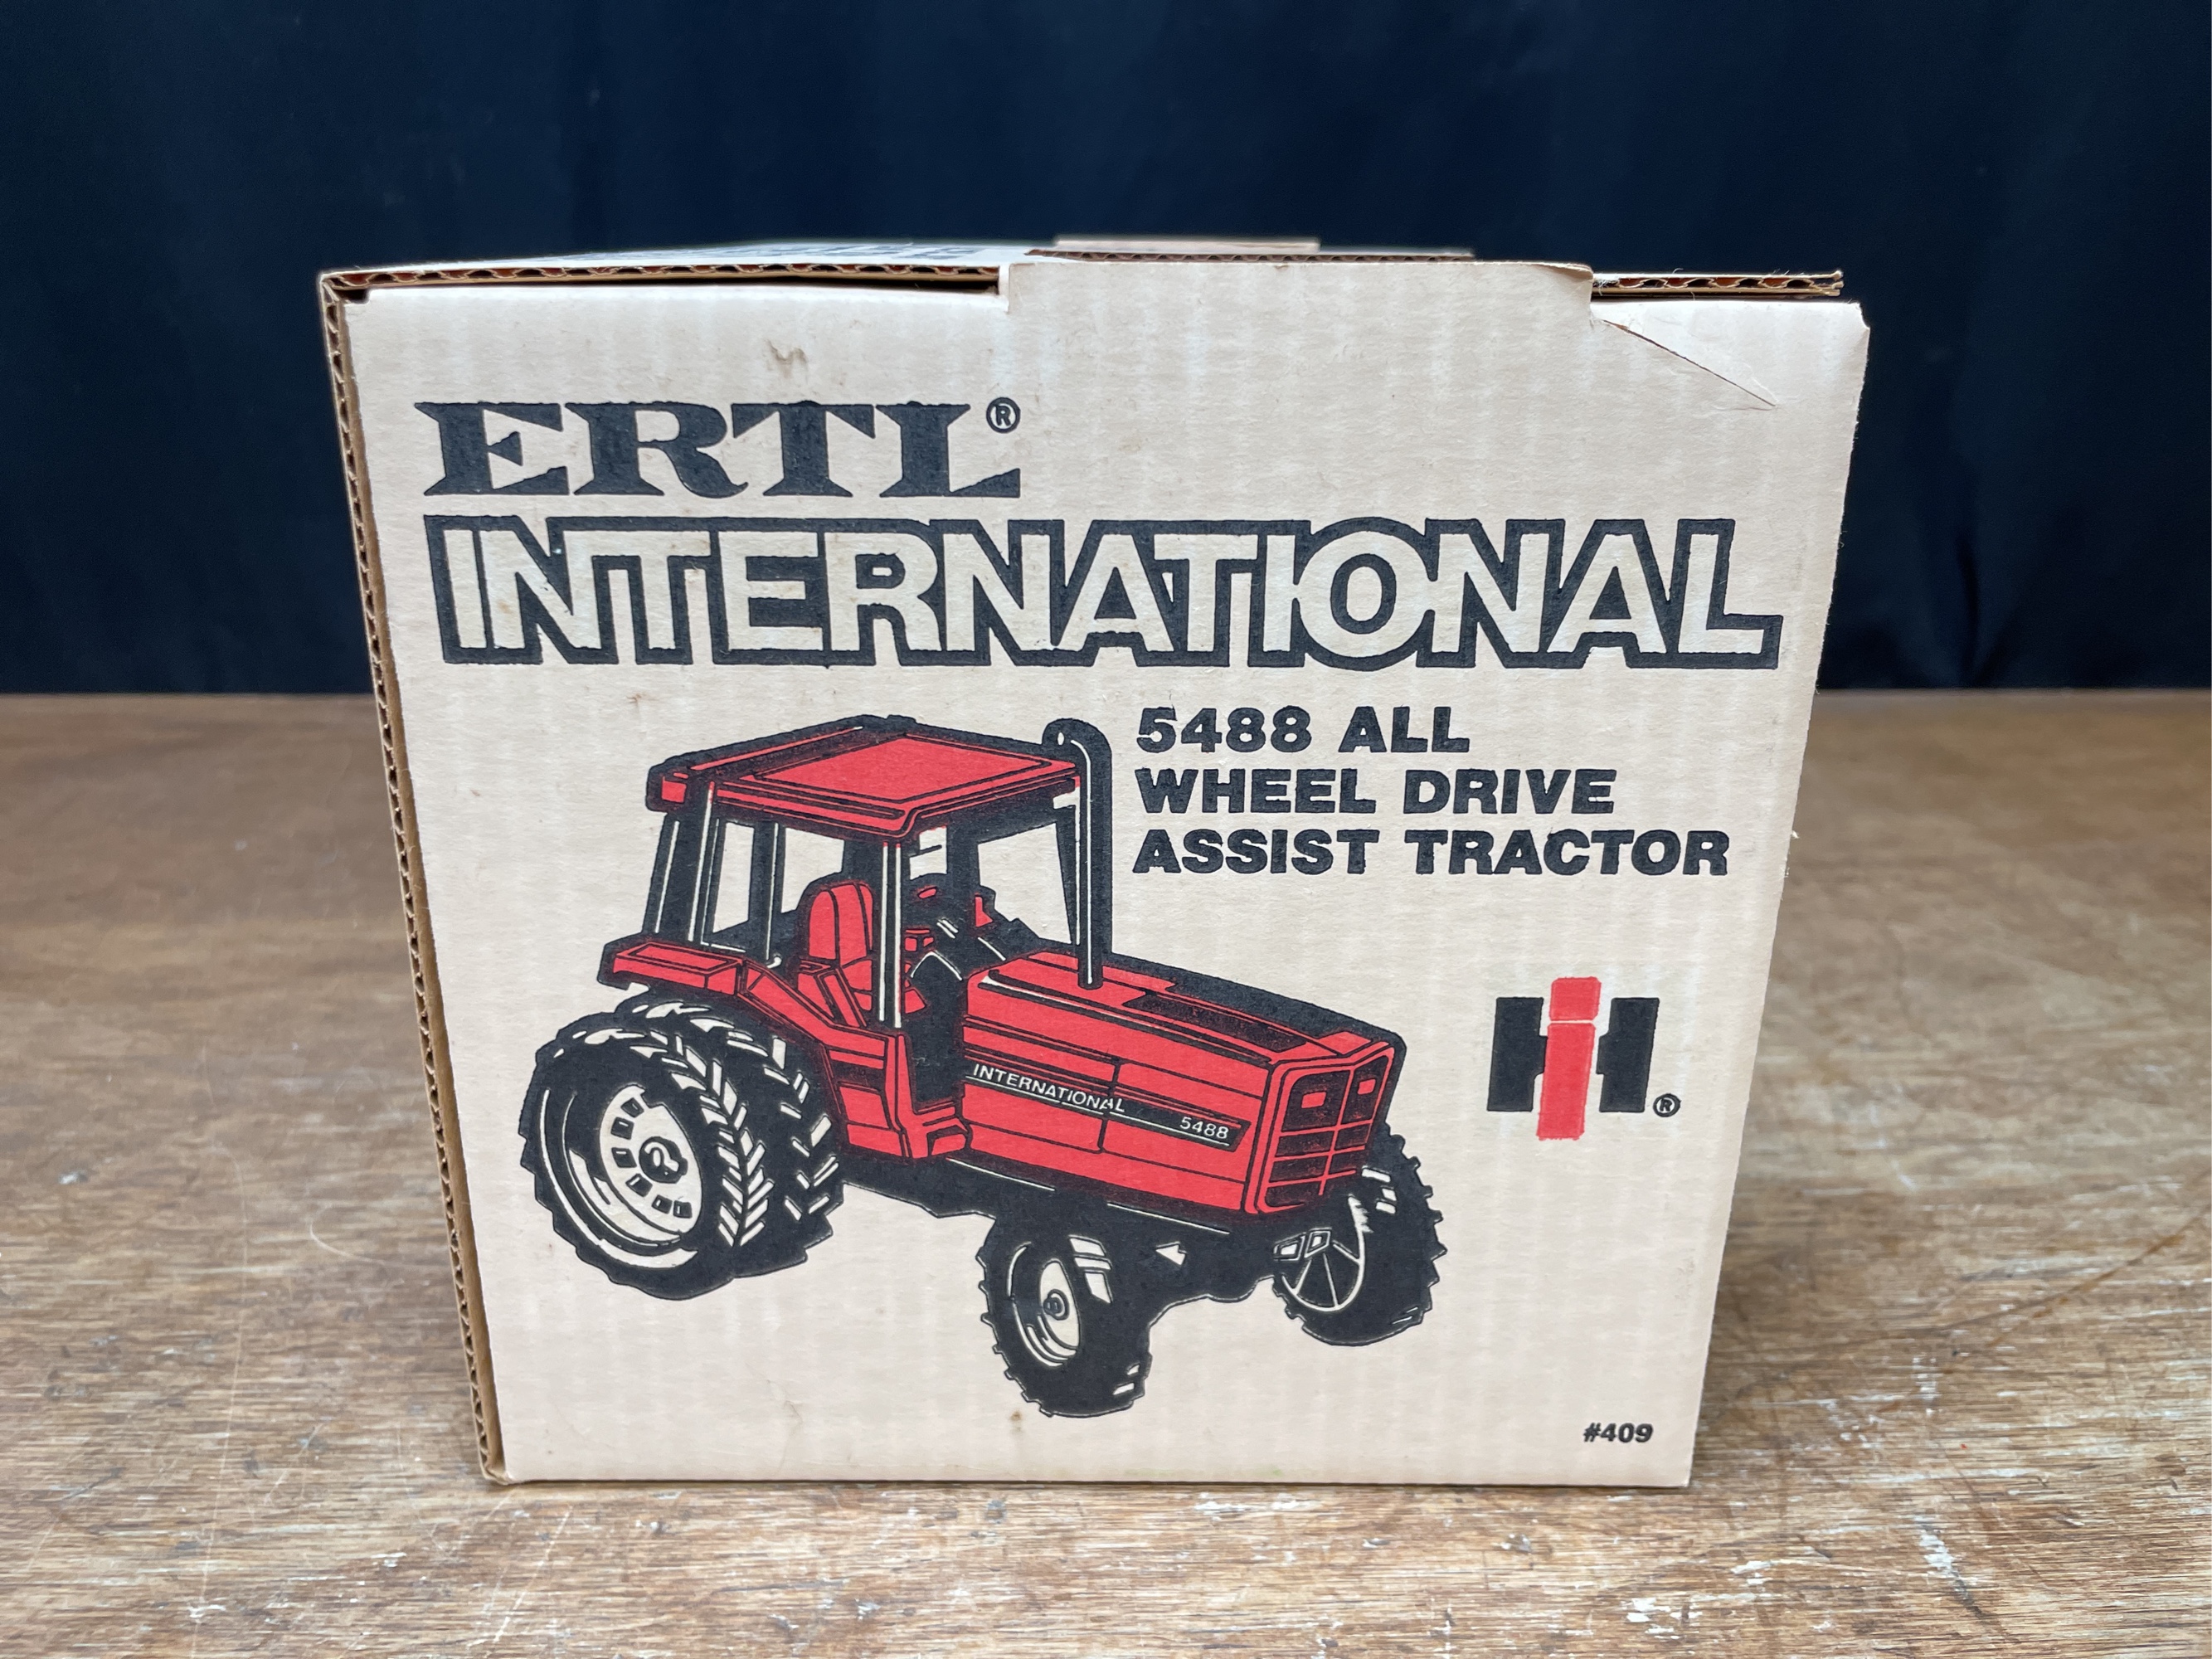 ERTL®
INTERNATIONAL
5488 ALL
WHEEL DRIVE
ASSIST TRACTOR
INTERNATIONAL 5488
IH®
#409